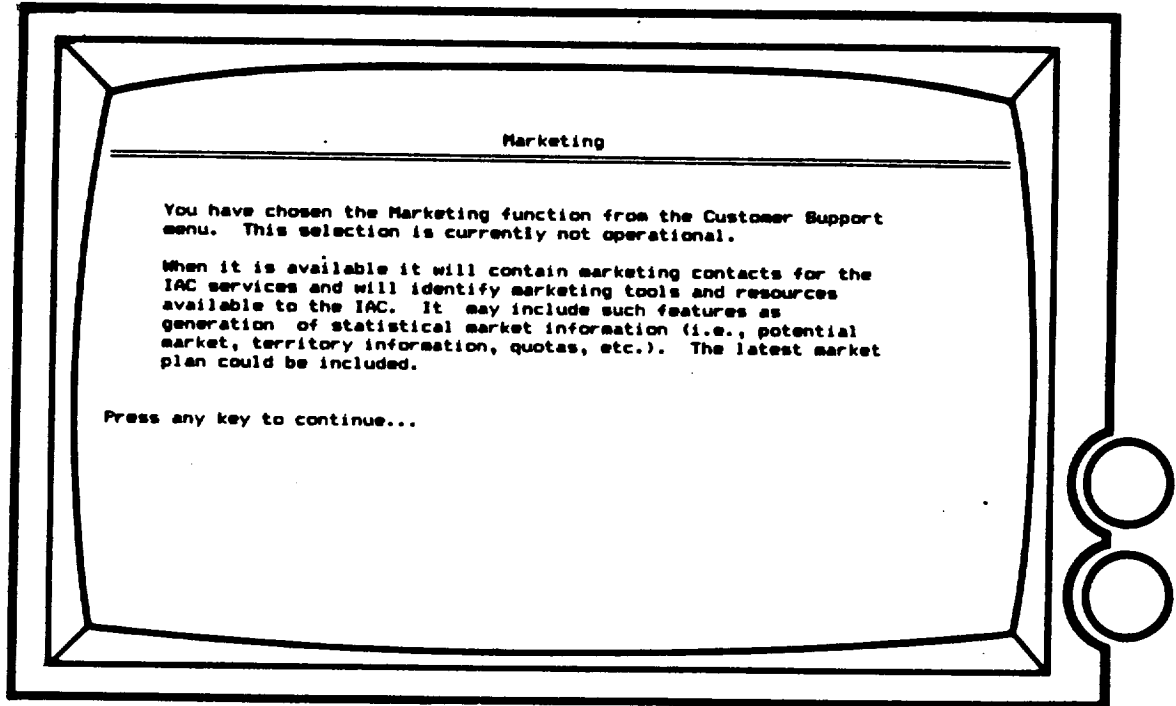 Marketing
You have chosen the Marketing function from the Customer Support
menu.  This selection is currently not operational.
When it is available it will contain marketing contacts for the
IAC services and will identify marketing tools and resources
available to the IAC.  It  may include such features as
generation  of statistical market information (i.e., potential
market, territory information, quotas, etc.).  The latest market
plan could be included.
Press any key to continue...